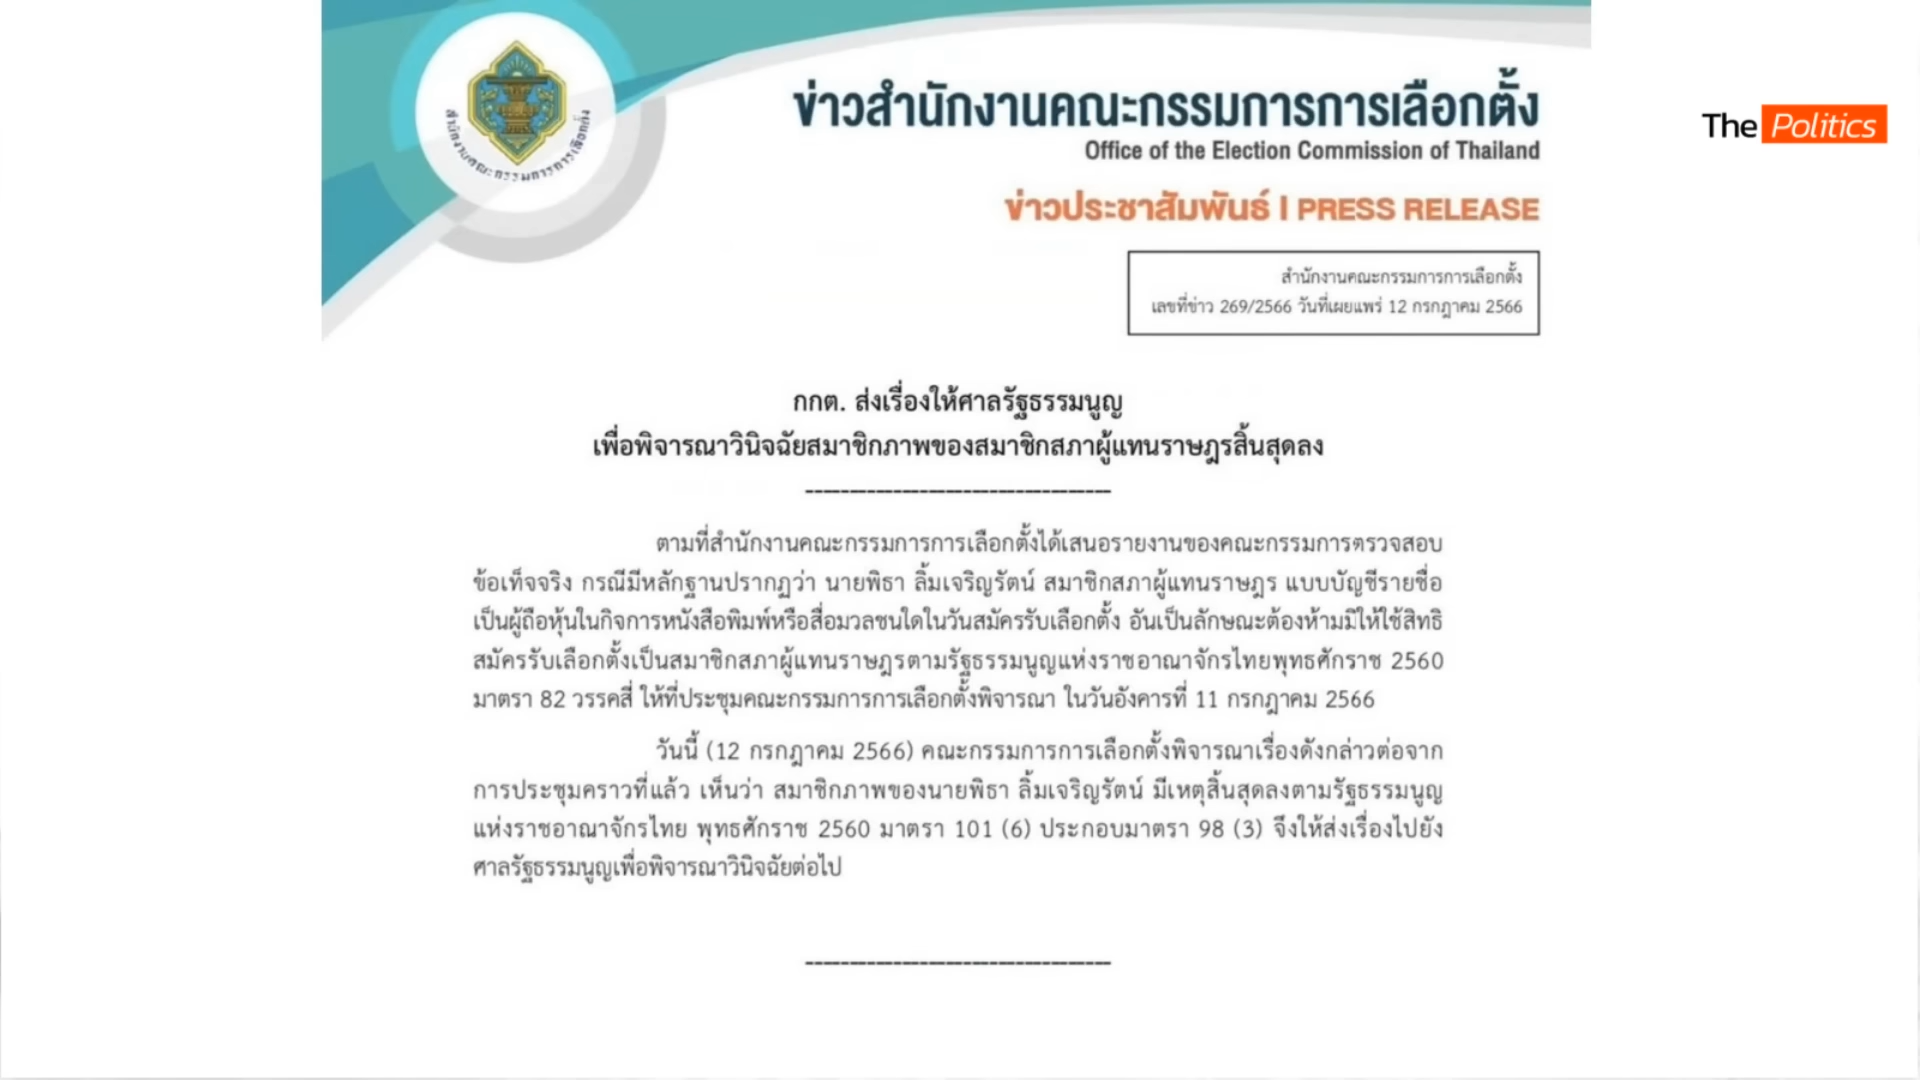 สำนักงานคณะกรรมการการเลือกตั้ง
ข่าวสำนักงานคณะกรรมการการเลือกตั้ง
Office of the Election Commission of Thailand
The Politics
ข่าวประชาสัมพันธ์ | PRESS RELEASE
สำนักงานคณะกรรมการการเลือกตั้ง
เลขที่ข่าว 269/2566 วันที่เผยแพร่ 12 กรกฎาคม 2566
กกต. ส่งเรื่องให้ศาลรัฐธรรมนูญ
เพื่อพิจารณาวินิจฉัยสมาชิกภาพของสมาชิกสภาผู้แทนราษฎรสิ้นสุดลง
ตามที่สำนักงานคณะกรรมการการเลือกตั้งได้เสนอรายงานของคณะกรรมการตรวจสอบ
ข้อเท็จจริง กรณีมีหลักฐานปรากฏว่า นายพิธา ลิ้มเจริญรัตน์ สมาชิกสภาผู้แทนราษฎร แบบบัญชีรายชื่อ
เป็นผู้ถือหุ้นในกิจการหนังสือพิมพ์หรือสื่อมวลชนใดในวันสมัครรับเลือกตั้ง อันเป็นลักษณะต้องห้ามมิให้ใช้สิทธิ
สมัครรับเลือกตั้งเป็นสมาชิกสภาผู้แทนราษฎรตามรัฐธรรมนูญแห่งราชอาณาจักรไทยพุทธศักราช 2560
มาตรา 82 วรรคสี่ ให้ที่ประชุมคณะกรรมการการเลือกตั้งพิจารณา ในวันอังคารที่ 11 กรกฎาคม 2566
วันนี้ (12 กรกฎาคม 2566) คณะกรรมการการเลือกตั้งพิจารณาเรื่องดังกล่าวต่อจาก
การประชุมคราวที่แล้ว เห็นว่า สมาชิกภาพของนายพิธา ลิ้มเจริญรัตน์ มีเหตุสิ้นสุดลงตามรัฐธรรมนูญ
แห่งราชอาณาจักรไทย พุทธศักราช 2560 มาตรา 101 (6) ประกอบมาตรา 98 (3) จึงให้ส่งเรื่องไปยัง
ศาลรัฐธรรมนูญเพื่อพิจารณาวินิจฉัยต่อไป